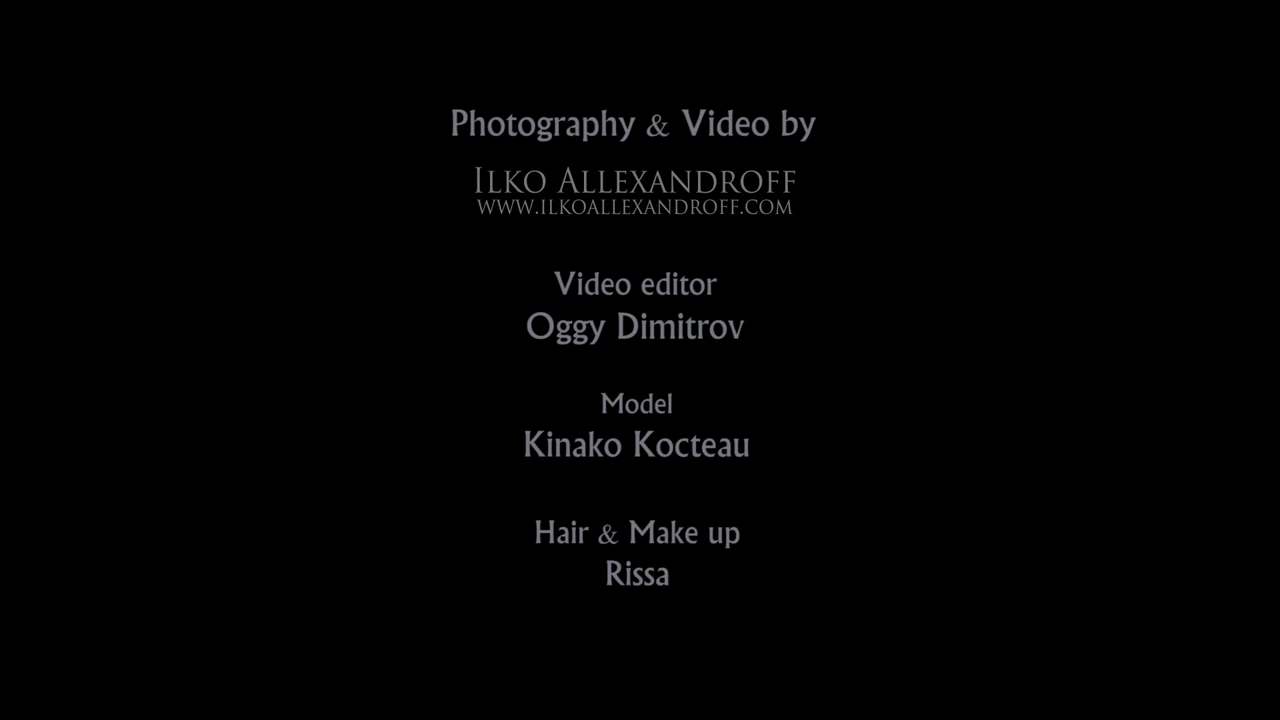 Photography & Video by
ILKO ALLEXANDROFF
WWW.ILKOALLEXANDROFF.COM
Video editor
Oggy Dimitrov
Model
Kinako Kocteau
Hair & Make up
Rissa